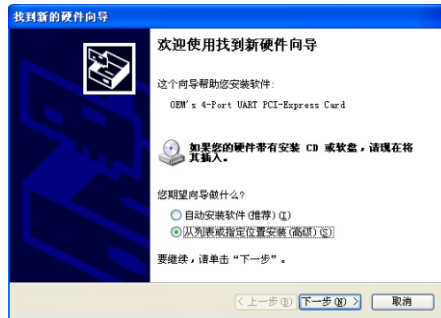 找到新的硬件向导
欢迎使用找到新硬件向导
这个向导帮助您安装软件:
OEM's 4-Port UART PCI-Express Card
如果您的硬件带有安装 CD 或软盘，请现在将
其插入。
您期望向导做什么?
自动安装软件(推荐)(I)
从列表或指定位置安装(高级)(S)
要继续，请单击“下一步”。
< 上一步(B)
下一步(N) >
取消